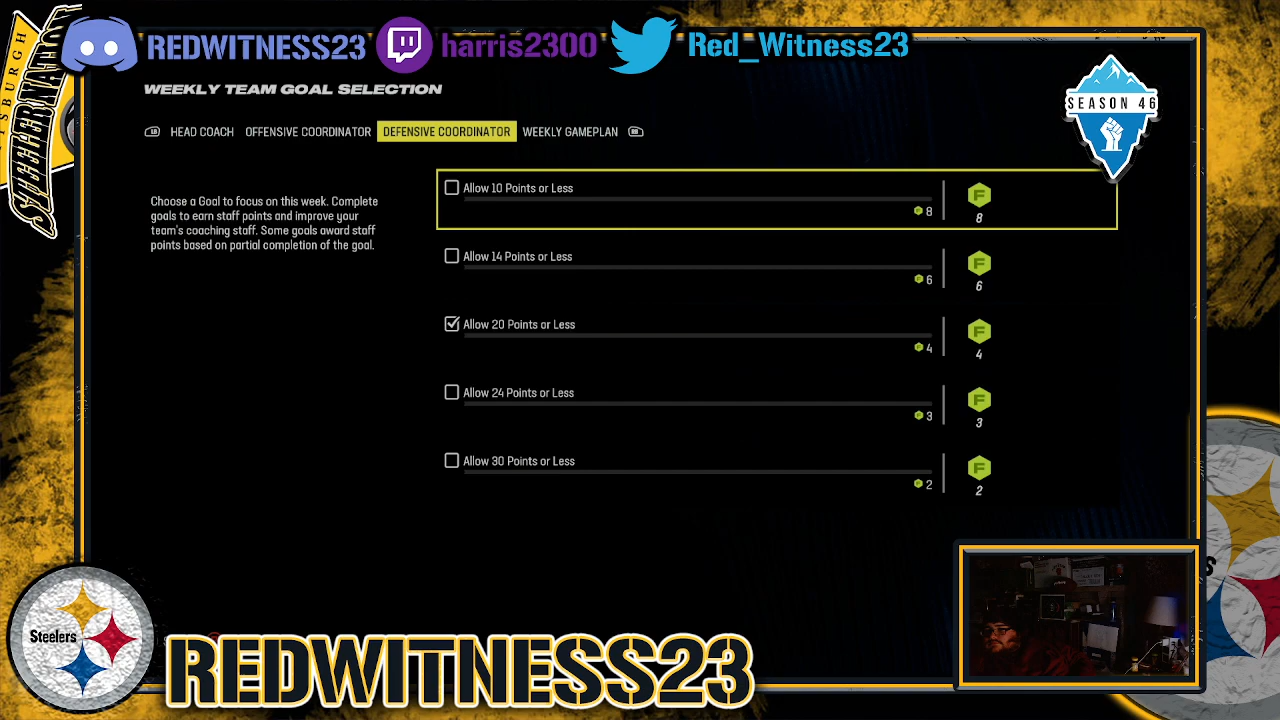 REDWITNESS23
harris2300
Red_Witness23
SBURGH
STEELERNATION
WEEKLY TEAM GOAL SELECTION
SEASON 46
LB HEAD COACH OFFENSIVE COORDINATOR DEFENSIVE COORDINATOR WEEKLY GAMEPLAN RB
Choose a Goal to focus on this week. Complete
goals to earn staff points and improve your
team's coaching staff. Some goals award staff
points based on partial completion of the goal.
Allow 10 Points or Less
F 8
F
8
Allow 14 Points or Less
F 6
F
6
Allow 20 Points or Less
F 4
F
4
Allow 24 Points or Less
F 3
F
3
Allow 30 Points or Less
F 2
F
2
Steelers
REDWITNESS23